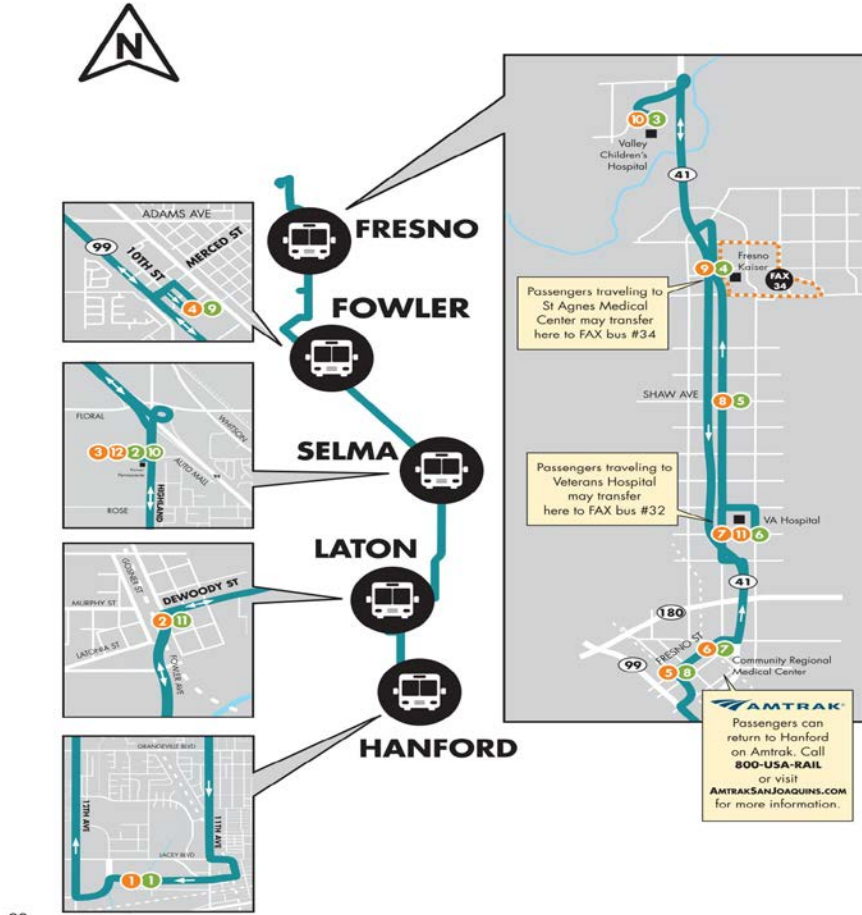 N
FRESNO
FOWLER
SELMA
LATON
HANFORD
ADAMS AVE
MERCED ST
10TH ST
99
4 9
FLORAL
WHITSON
AUTO MALL
3 12 2 10
HIGHLAND
ROSE
GOSNER ST
DEWOODY ST
MURPHY ST
2 11
LATONIA ST
FOWLER AVE
GRANGEVILLE BLVD
12TH AVE
11TH AVE
LACEY BLVD
1 1
10 3
Valley
Children's
Hospital
41
9 4
Fresno
Kaiser
FAX
34
Passengers traveling to
St Agnes Medical
Center may transfer
here to FAX bus #34
SHAW AVE
8 5
Passengers traveling to
Veterans Hospital
may transfer
here to FAX bus #32
VA Hospital
7 11 6
41
180
FRESNO ST
6 7
99
5 8
Community Regional
Medical Center
AMTRAK®
Passengers can
return to Hanford
on Amtrak. Call
800-USA-RAIL
or visit
AMTRAKSANJOAQUINS.COM
for more information.